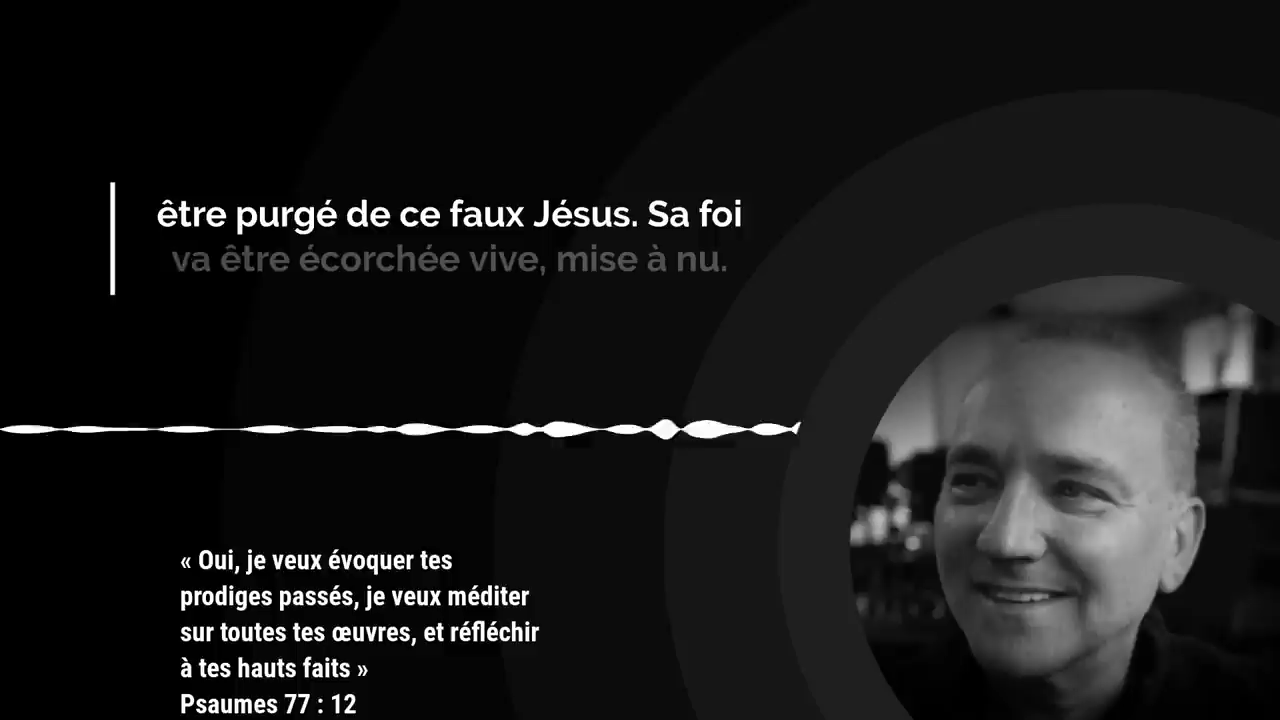 être purgé de ce faux Jésus. Sa foi
va être écorchée vive, mise à nu.
« Oui, je veux évoquer tes
prodiges passés, je veux méditer
sur toutes tes œuvres, et réfléchir
à tes hauts faits »
Psaumes 77 : 12